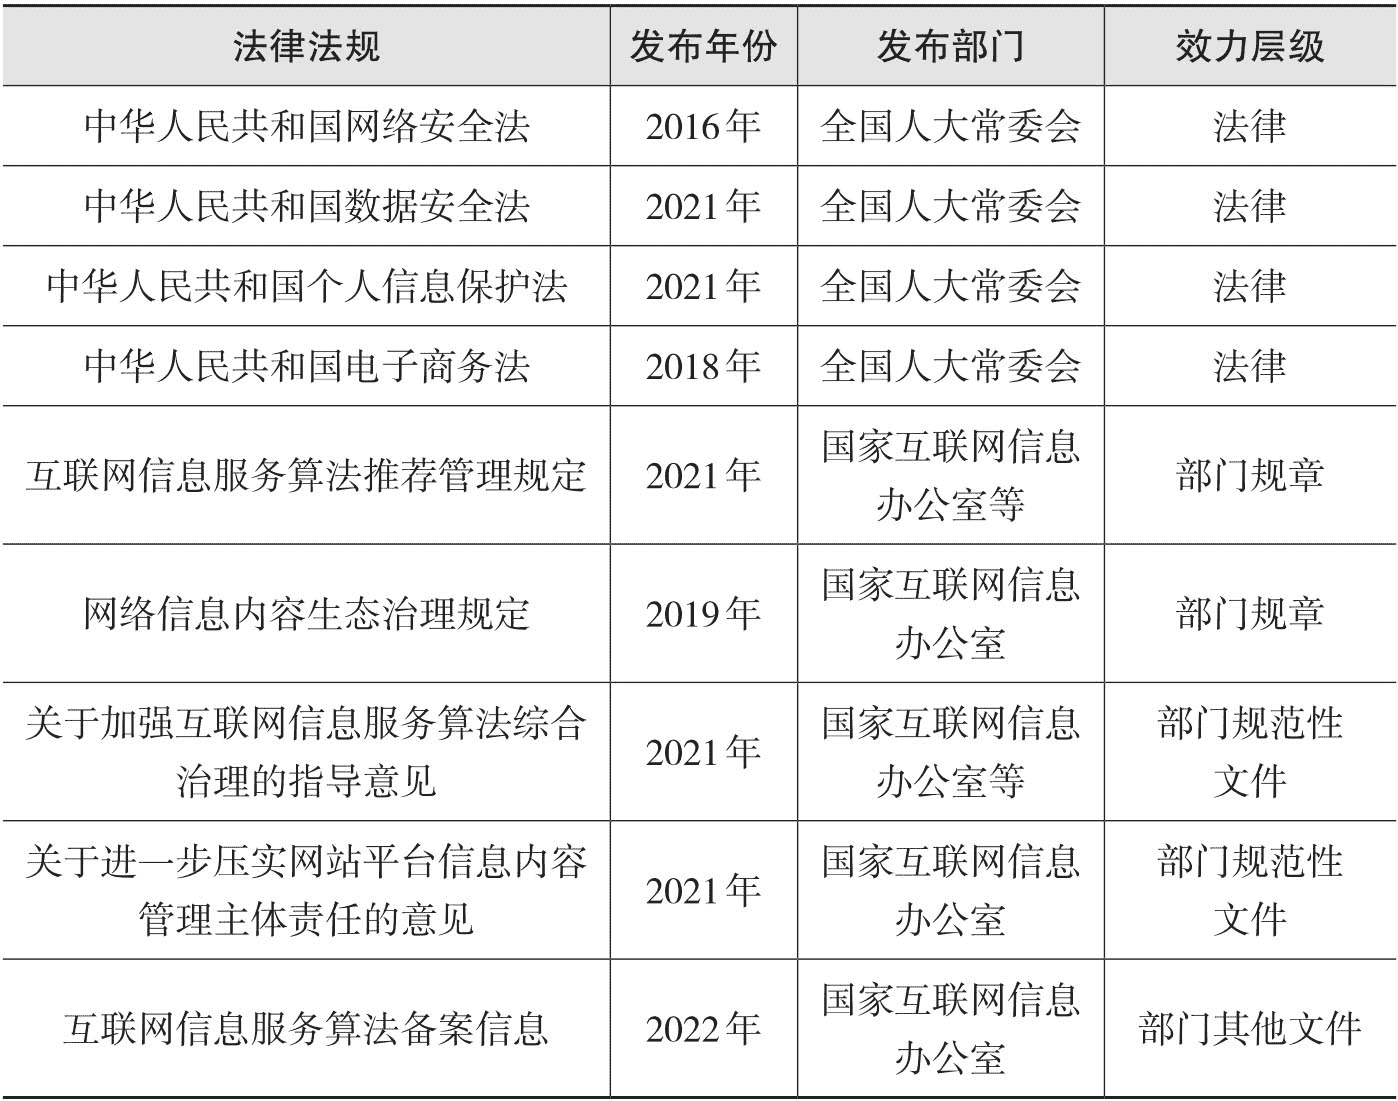 法律法规 发布年份 发布部门 效力层级
中华人民共和国网络安全法 2016年 全国人大常委会 法律
中华人民共和国数据安全法 2021年 全国人大常委会 法律
中华人民共和国个人信息保护法 2021年 全国人大常委会 法律
中华人民共和国电子商务法 2018年 全国人大常委会 法律
互联网信息服务算法推荐管理规定 2021年 国家互联网信息
办公室等 部门规章
网络信息内容生态治理规定 2019年 国家互联网信息
办公室 部门规章
关于加强互联网信息服务算法综合
治理的指导意见 2021年 国家互联网信息
办公室等 部门规范性
文件
关于进一步压实网站平台信息内容
管理主体责任的意见 2021年 国家互联网信息
办公室 部门规范性
文件
互联网信息服务算法备案信息 2022年 国家互联网信息
办公室 部门其他文件